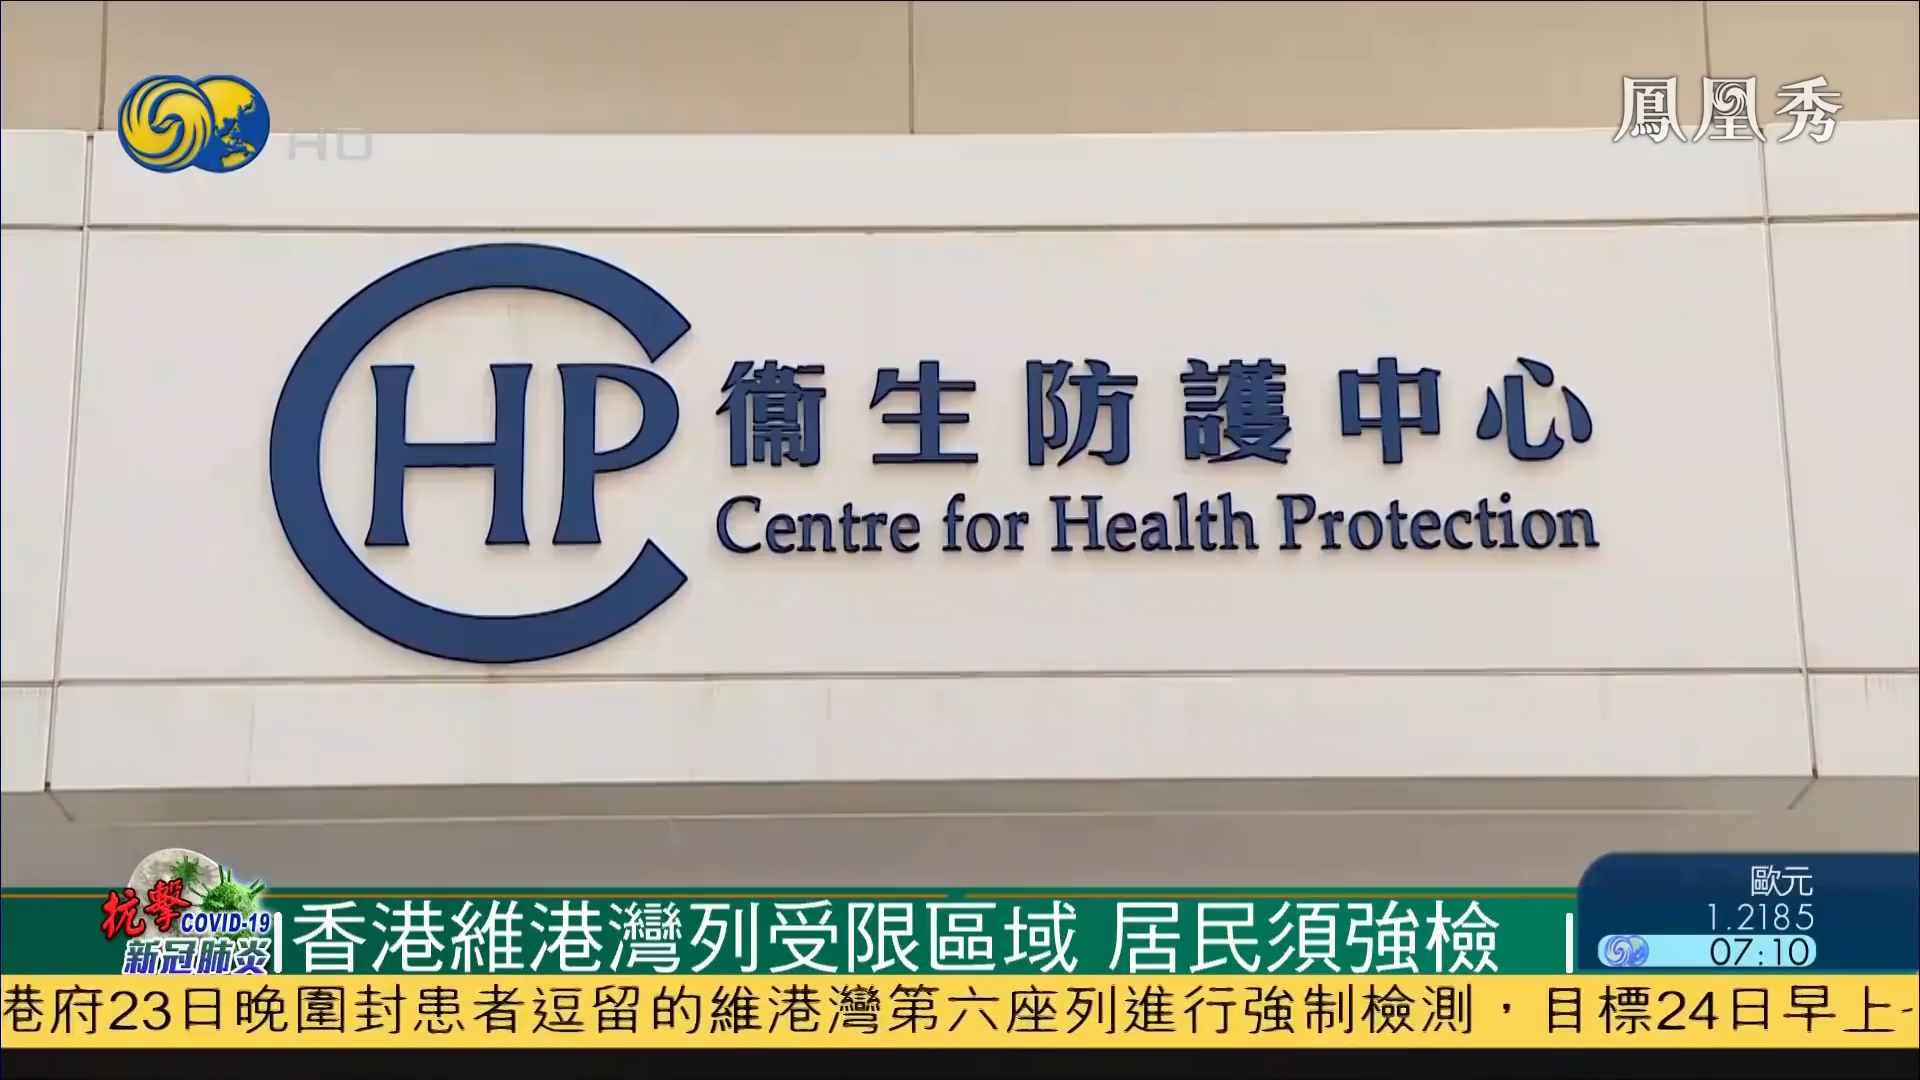 HD
鳳凰秀
CHP
衞生防護中心
Centre for Health Protection
抗擊
COVID-19
新冠肺炎
香港維港灣列受限區域 居民須強檢
歐元
1.2185
07:10
港府23日晚圍封患者逗留的維港灣第六座列進行強制檢測，目標24日早上